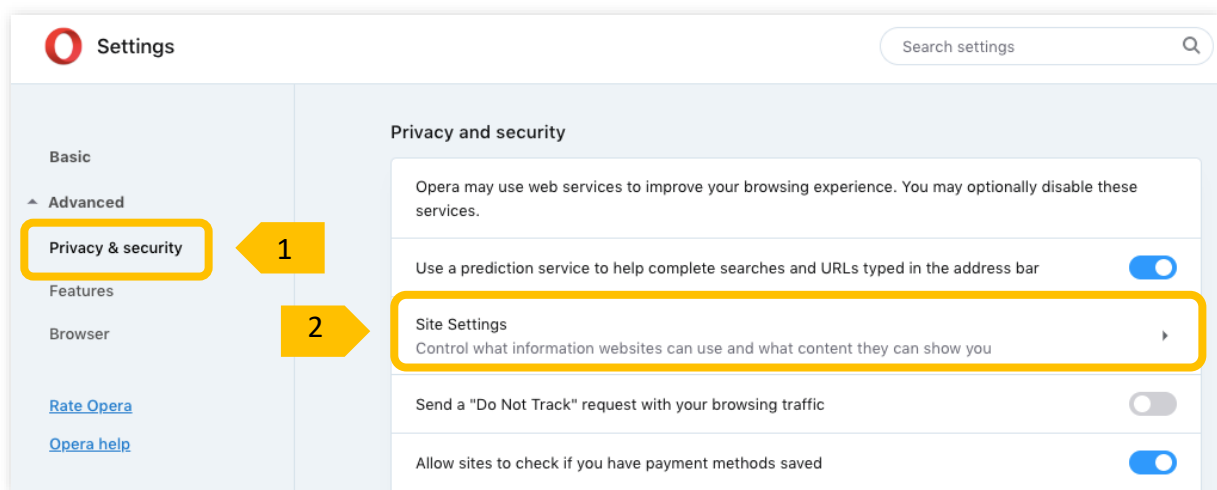 Settings
Search settings
Basic
Advanced
Privacy & security
1
Features
Browser
Rate Opera
Opera help
Privacy and security
Opera may use web services to improve your browsing experience. You may optionally disable these
services.
Use a prediction service to help complete searches and URLs typed in the address bar
2
Site Settings
Control what information websites can use and what content they can show you
Send a "Do Not Track" request with your browsing traffic
Allow sites to check if you have payment methods saved